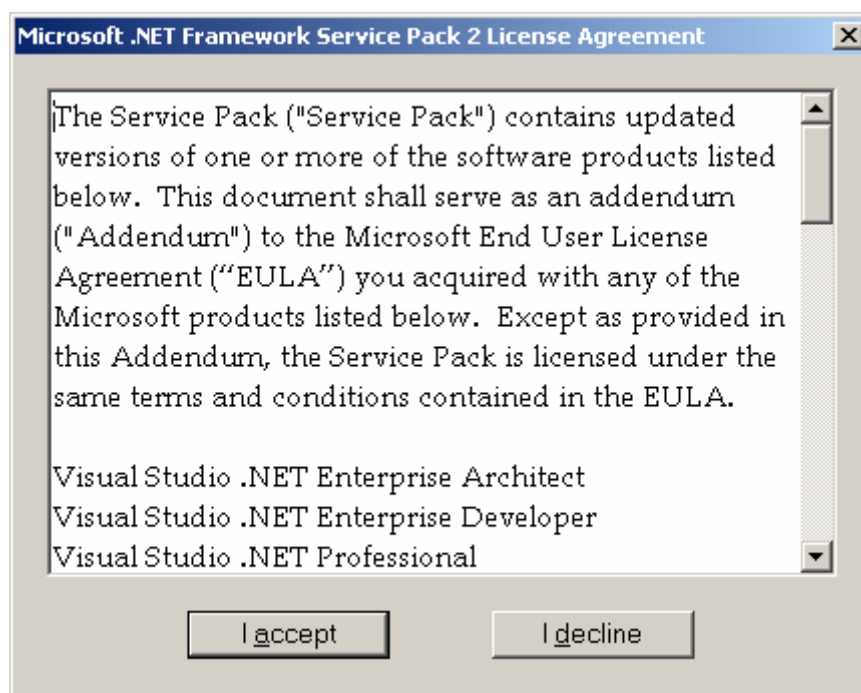 Microsoft .NET Framework Service Pack 2 License Agreement
The Service Pack ("Service Pack") contains updated
versions of one or more of the software products listed
below.  This document shall serve as an addendum
("Addendum") to the Microsoft End User License
Agreement (“EULA”) you acquired with any of the
Microsoft products listed below.  Except as provided in
this Addendum, the Service Pack is licensed under the
same terms and conditions contained in the EULA.
Visual Studio .NET Enterprise Architect
Visual Studio .NET Enterprise Developer
Visual Studio .NET Professional
I accept
I decline